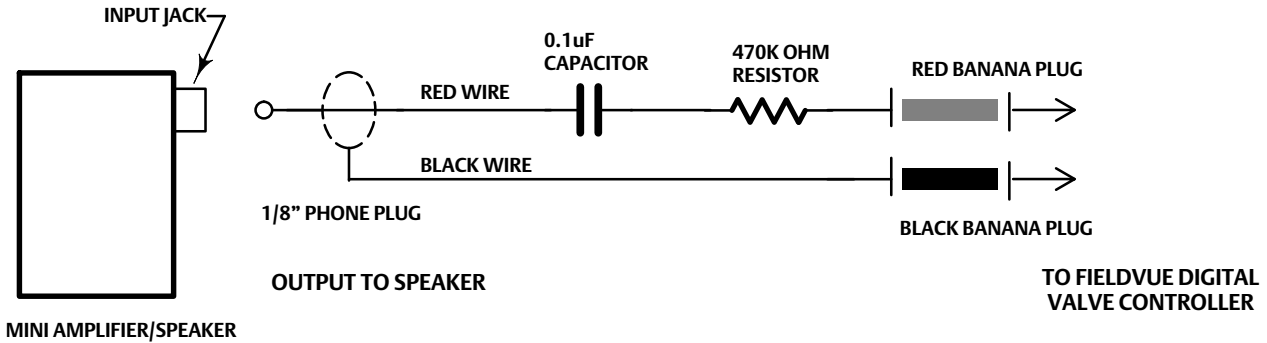 INPUT JACK
0.1uF
CAPACITOR
470K OHM
RESISTOR
RED BANANA PLUG
RED WIRE
BLACK WIRE
1/8” PHONE PLUG
BLACK BANANA PLUG
OUTPUT TO SPEAKER
TO FIELDVUE DIGITAL
VALVE CONTROLLER
MINI AMPLIFIER/SPEAKER